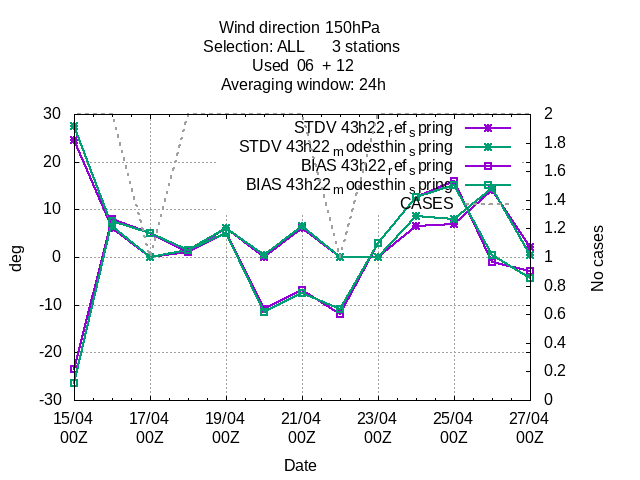 Wind direction 150hPa
Selection: ALL 3 stations
Used 06 + 12
Averaging window: 24h
30
20
10
0
-10
-20
-30
deg
2
1.8
1.6
1.4
1.2
1
0.8
0.6
0.4
0.2
0
No cases
STDV 43h22_ref_spring
STDV 43h22_modesthin_spring
BIAS 43h22_ref_spring
BIAS 43h22_modesthin_spring
CASES
15/04 17/04 19/04 21/04 23/04 25/04 27/04
00Z 00Z 00Z 00Z 00Z 00Z 00Z
Date